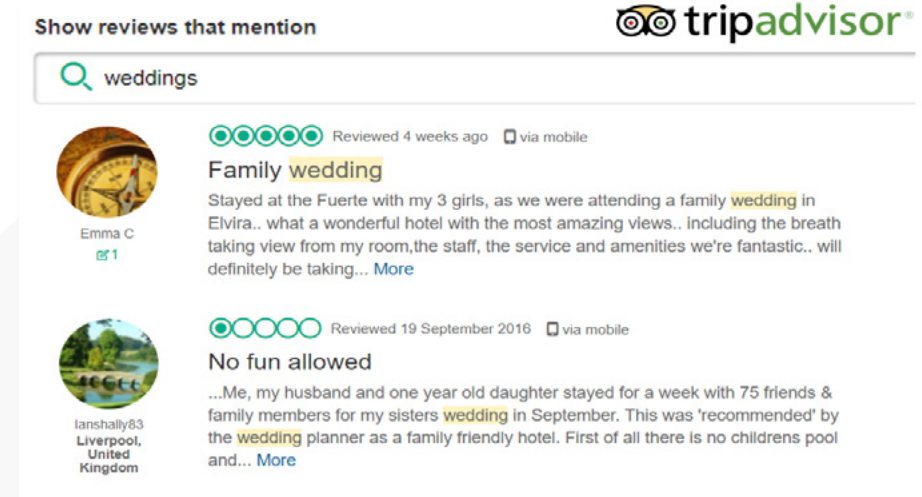 Show reviews that mention
tripadvisor®
weddings
Reviewed 4 weeks ago via mobile
Family wedding
Stayed at the Fuerte with my 3 girls, as we were attending a family wedding in
Elvira.. what a wonderful hotel with the most amazing views.. including the breath
taking view from my room,the staff, the service and amenities we're fantastic.. will
definitely be taking... More
Emma C
1
Reviewed 19 September 2016 via mobile
No fun allowed
...Me, my husband and one year old daughter stayed for a week with 75 friends &
family members for my sisters wedding in September. This was 'recommended' by
the wedding planner as a family friendly hotel. First of all there is no childrens pool
and... More
Ianshally83
Liverpool,
United
Kingdom